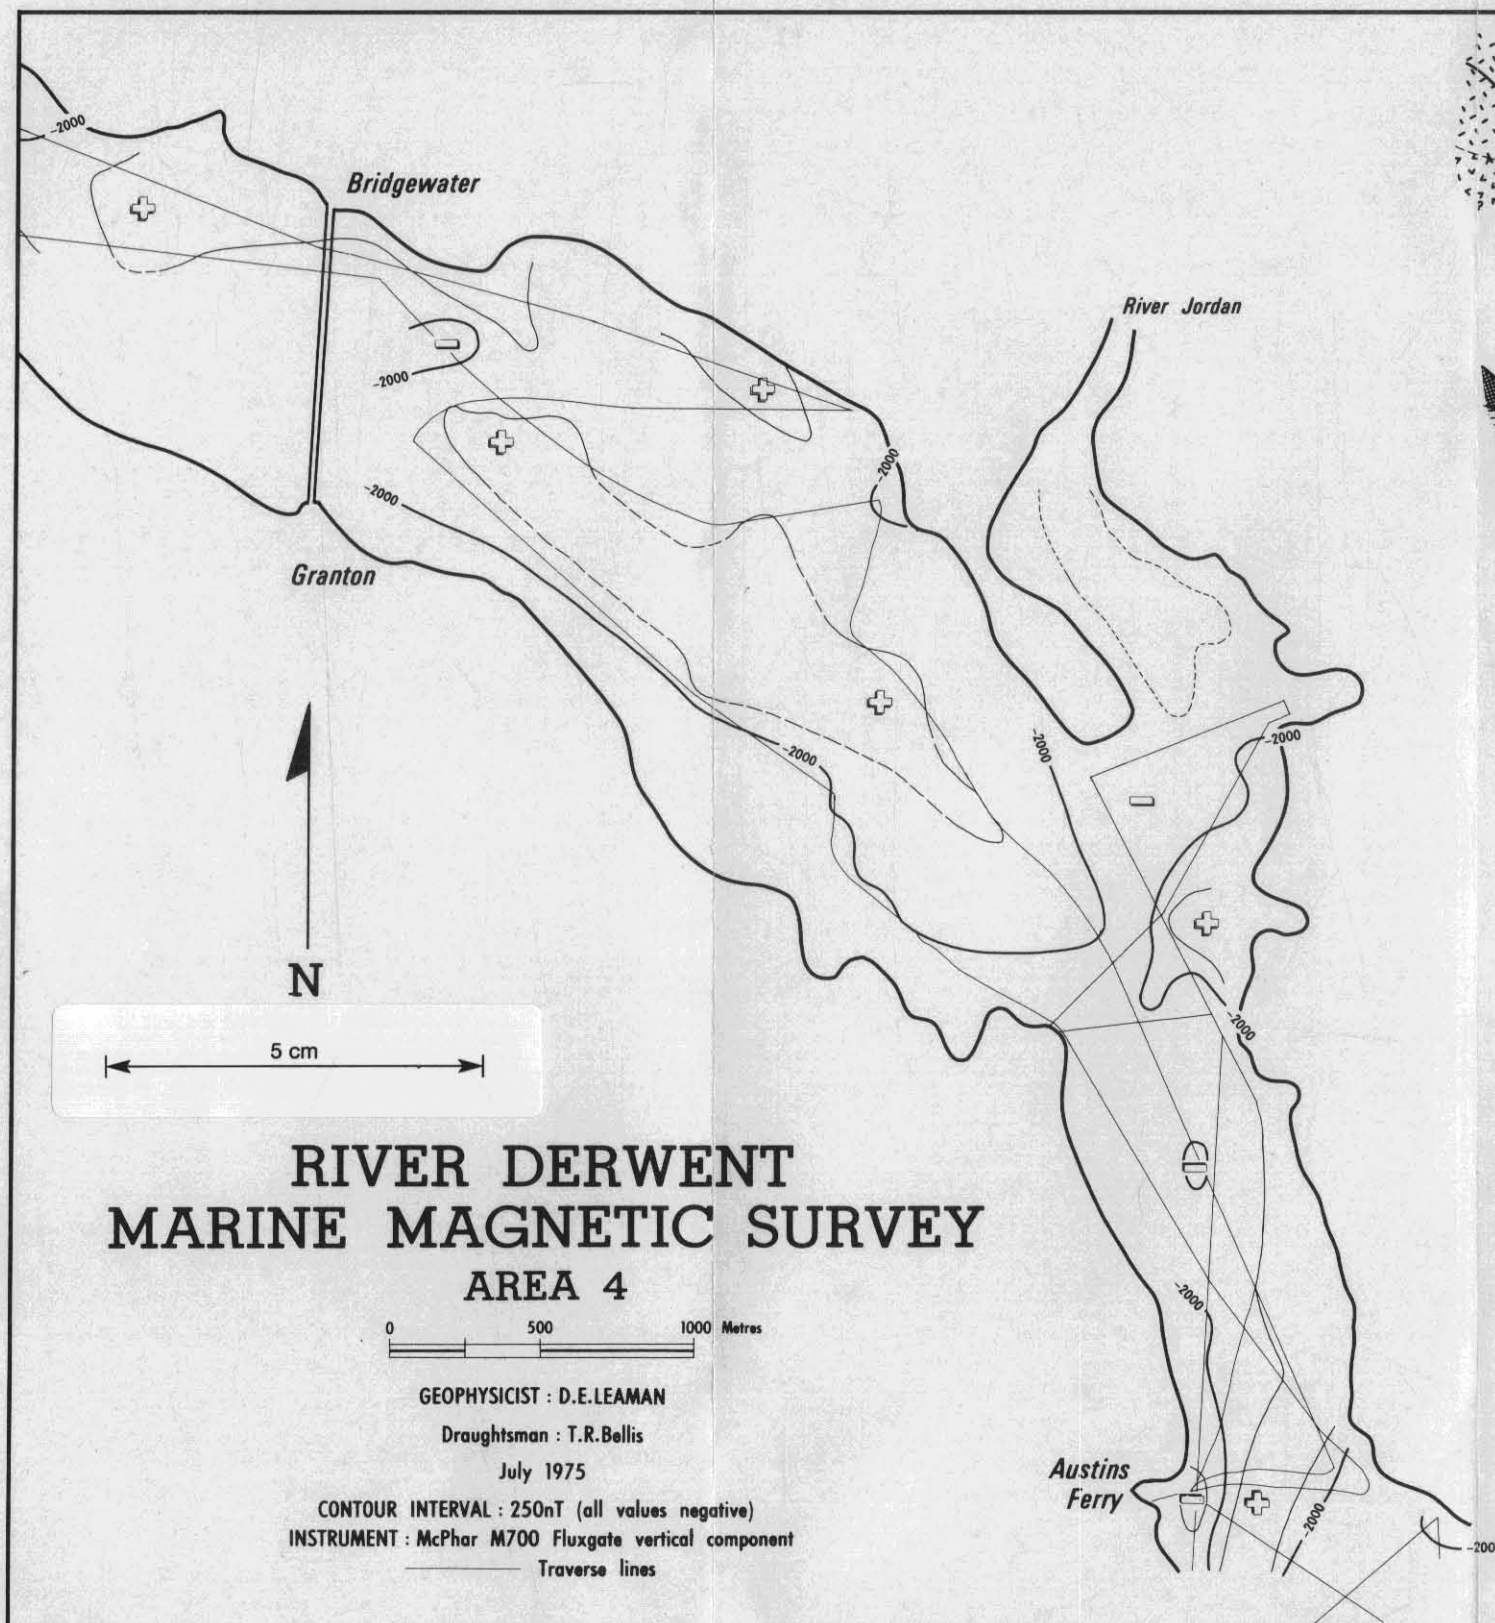 -2000
Bridgewater
River Jordan
-2000
-2000
-2000
Granton
-2000
-2000
-2000
N
-2000
5 cm
RIVER DERWENT
MARINE MAGNETIC SURVEY
AREA 4
0 500 1000 Metres
-2000
GEOPHYSICIST : D.E.LEAMAN
Draughtsman : T.R.Bellis
July 1975
Austins
Ferry
CONTOUR INTERVAL : 250nT (all values negative)
INSTRUMENT : McPhar M700 Fluxgate vertical component
Traverse lines
-2000
-200